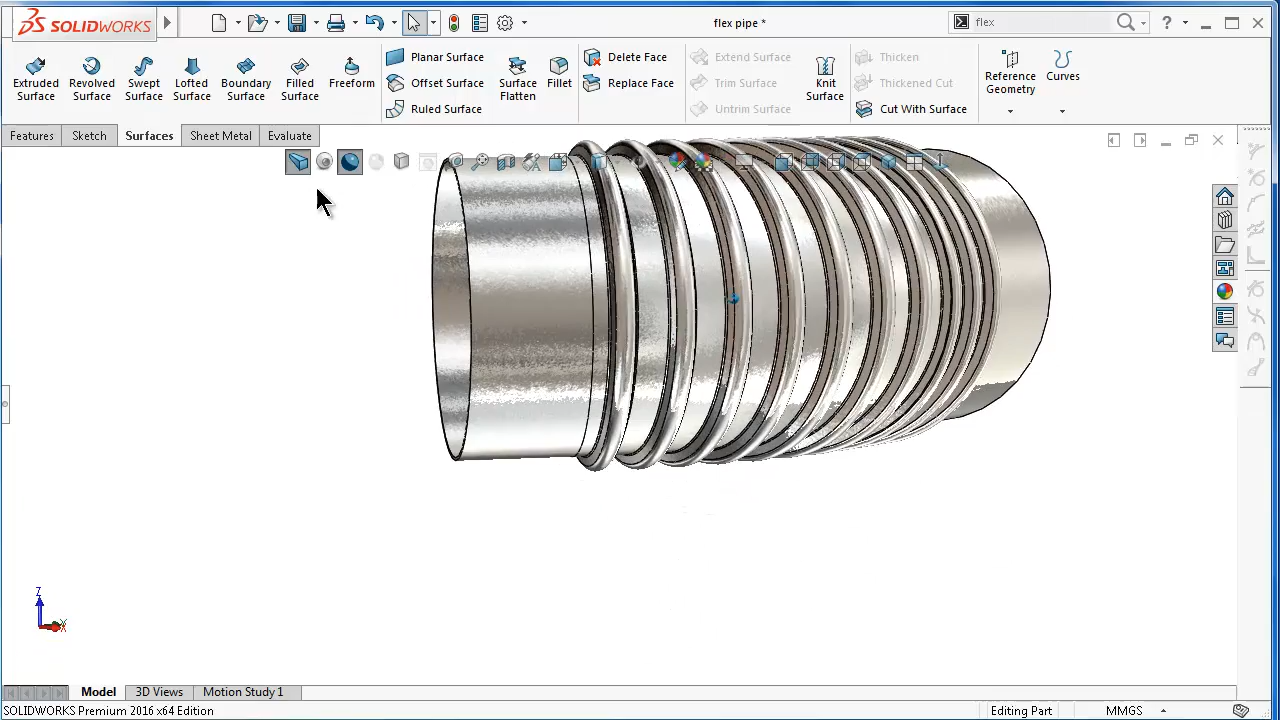 SOLIDWORKS
flex pipe *
flex
?
Extruded Surface
Revolved Surface
Swept Surface
Lofted Surface
Boundary Surface
Filled Surface
Freeform
Planar Surface
Offset Surface
Ruled Surface
Surface Flatten
Fillet
Delete Face
Replace Face
Extend Surface
Trim Surface
Untrim Surface
Knit Surface
Thicken
Thickened Cut
Cut With Surface
Reference Geometry
Curves
Features
Sketch
Surfaces
Sheet Metal
Evaluate
Z
X
Model
3D Views
Motion Study 1
SOLIDWORKS Premium 2016 x64 Edition
Editing Part
MMGS